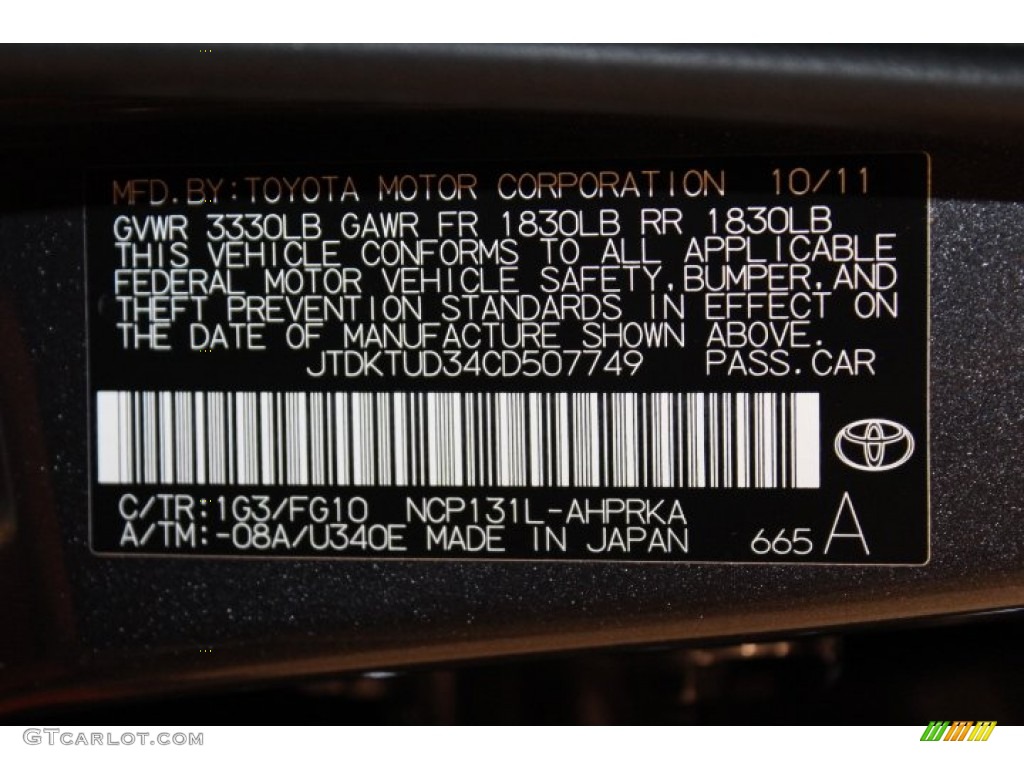 MFD.BY:TOYOTA MOTOR CORPORATION 10/11
GVWR 3330LB GAWR FR 1830LB RR 1830LB
THIS VEHICLE CONFORMS TO ALL APPLICABLE
FEDERAL MOTOR VEHICLE SAFETY,BUMPER,AND
THEFT PREVENTION STANDARDS IN EFFECT ON
THE DATE OF MANUFACTURE SHOWN ABOVE.
JTDKTUD34CD507749 PASS.CAR
C/TR:1G3/FG10 NCP131L-AHPRKA
A/TM:-08A/U340E MADE IN JAPAN 665 A
GTCARLOT.COM